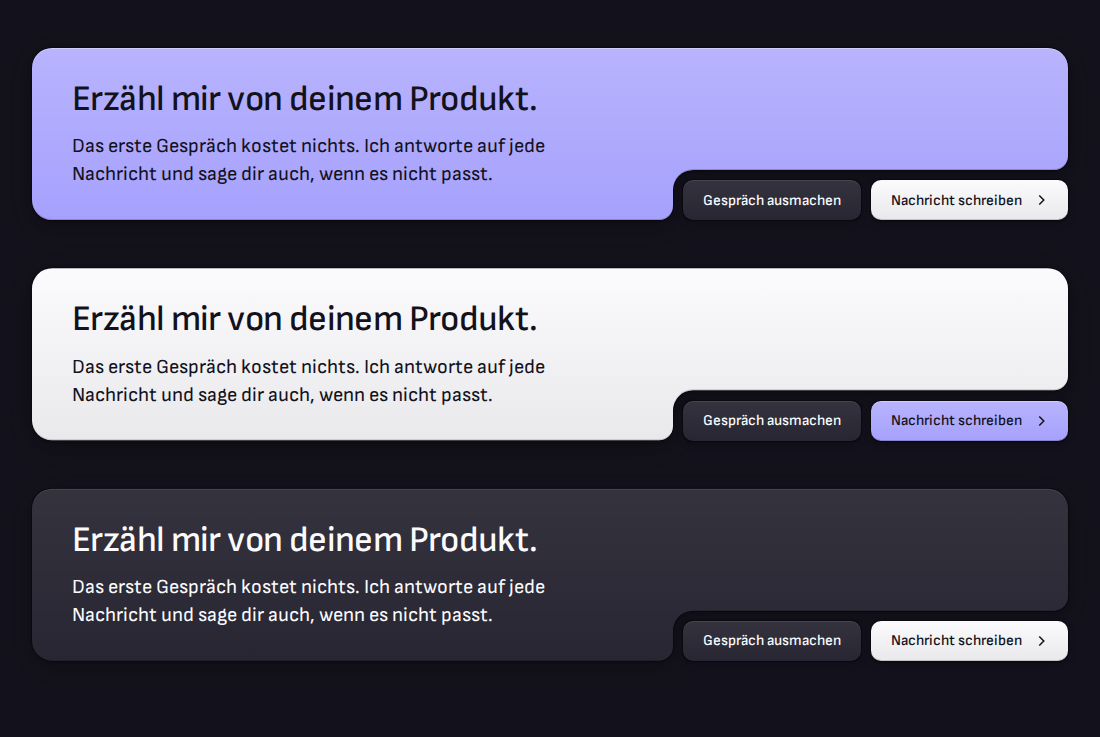 Erzähl mir von deinem Produkt.
Das erste Gespräch kostet nichts. Ich antworte auf jede
Nachricht und sage dir auch, wenn es nicht passt.
Gespräch ausmachen
Nachricht schreiben
Erzähl mir von deinem Produkt.
Das erste Gespräch kostet nichts. Ich antworte auf jede
Nachricht und sage dir auch, wenn es nicht passt.
Gespräch ausmachen
Nachricht schreiben
Erzähl mir von deinem Produkt.
Das erste Gespräch kostet nichts. Ich antworte auf jede
Nachricht und sage dir auch, wenn es nicht passt.
Gespräch ausmachen
Nachricht schreiben